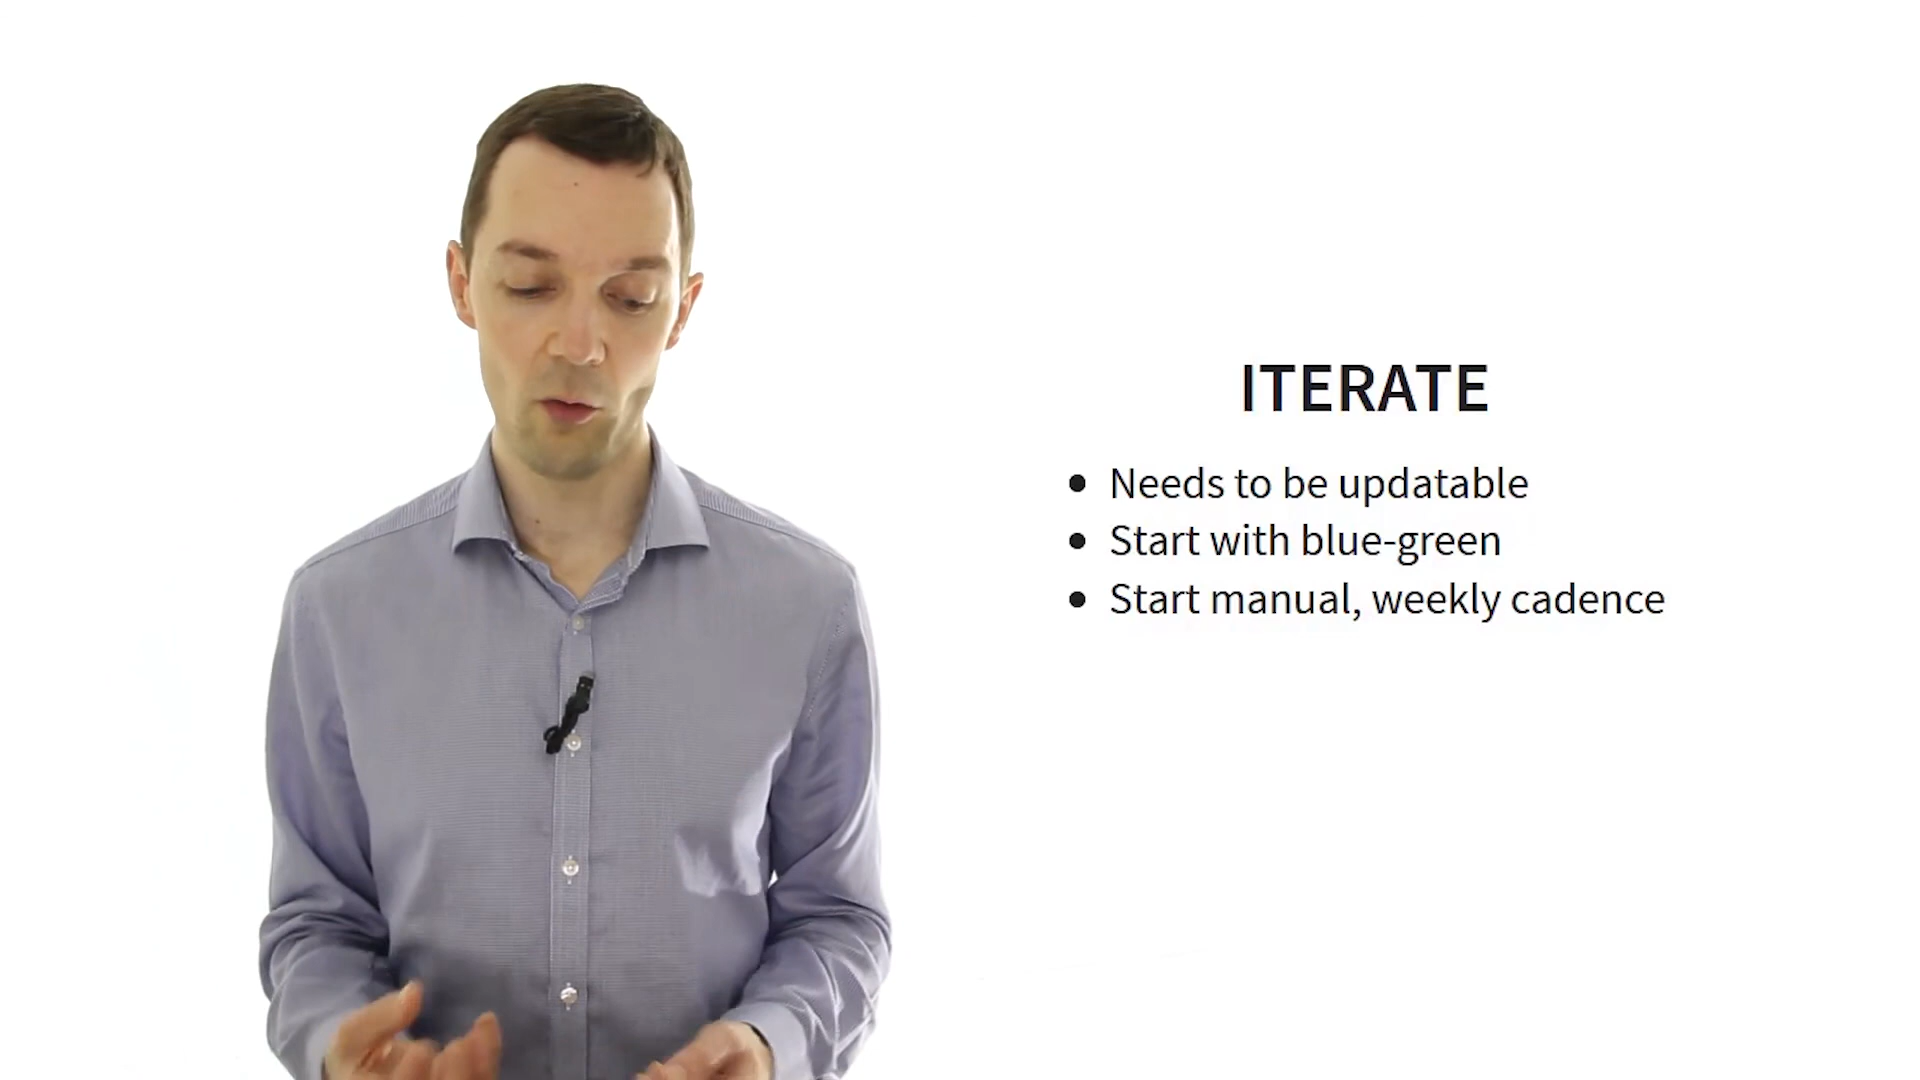 ITERATE
• Needs to be updatable
• Start with blue-green
• Start manual, weekly cadence